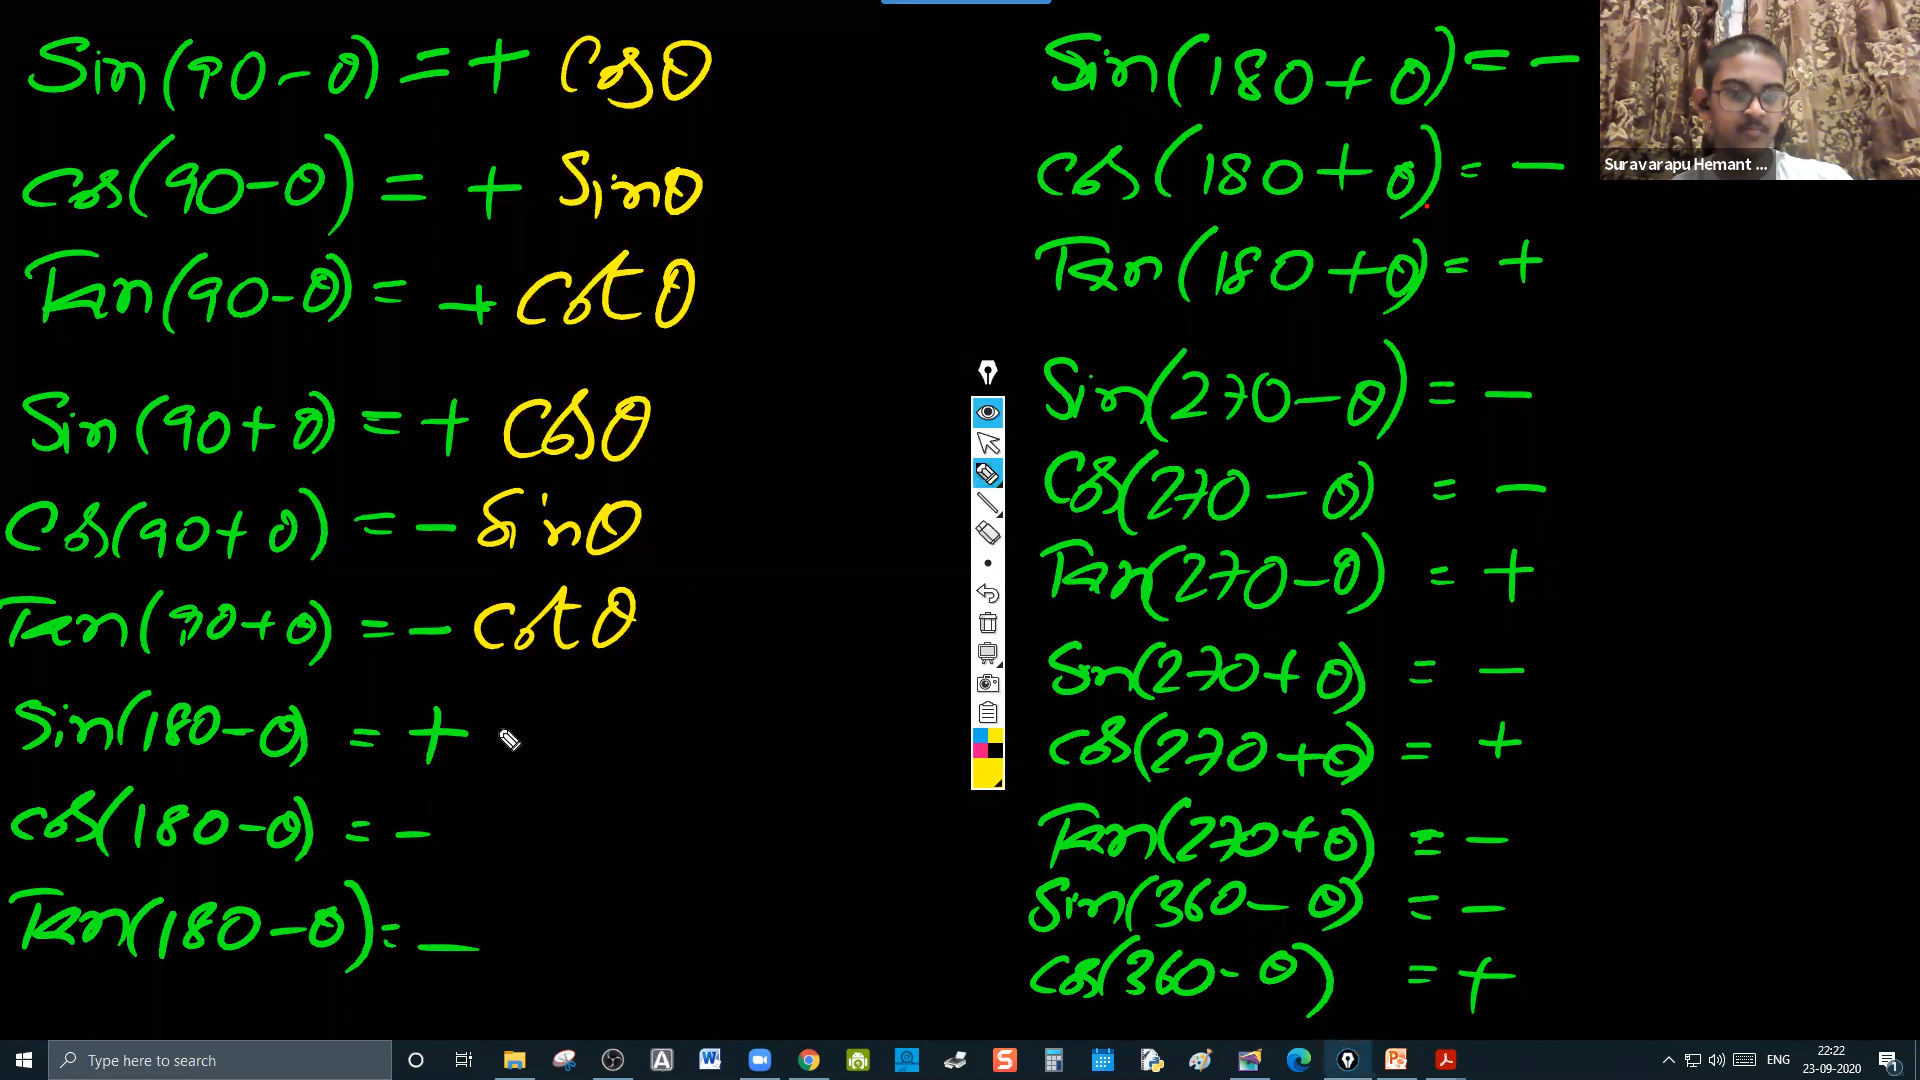 Sin(90-θ) = + Cosθ
Cos(90-θ) = + Sinθ
Tan(90-θ) = + Cotθ
Sin(90+θ) = + Cosθ
Cos(90+θ) = - Sinθ
Tan(90+θ) = - Cotθ
Sin(180-θ) = +
Cos(180-θ) = -
Tan(180-θ) = -
Sin(180+θ) = -
Cos(180+θ) = -
Tan(180+θ) = +
Sin(270-θ) = -
Cos(270-θ) = -
Tan(270-θ) = +
Sin(270+θ) = -
Cos(270+θ) = +
Tan(270+θ) = -
Sin(360-θ) = -
Cos(360-θ) = +
Suravarapu Hemant ...
Type here to search
ENG
22:22
23-09-2020